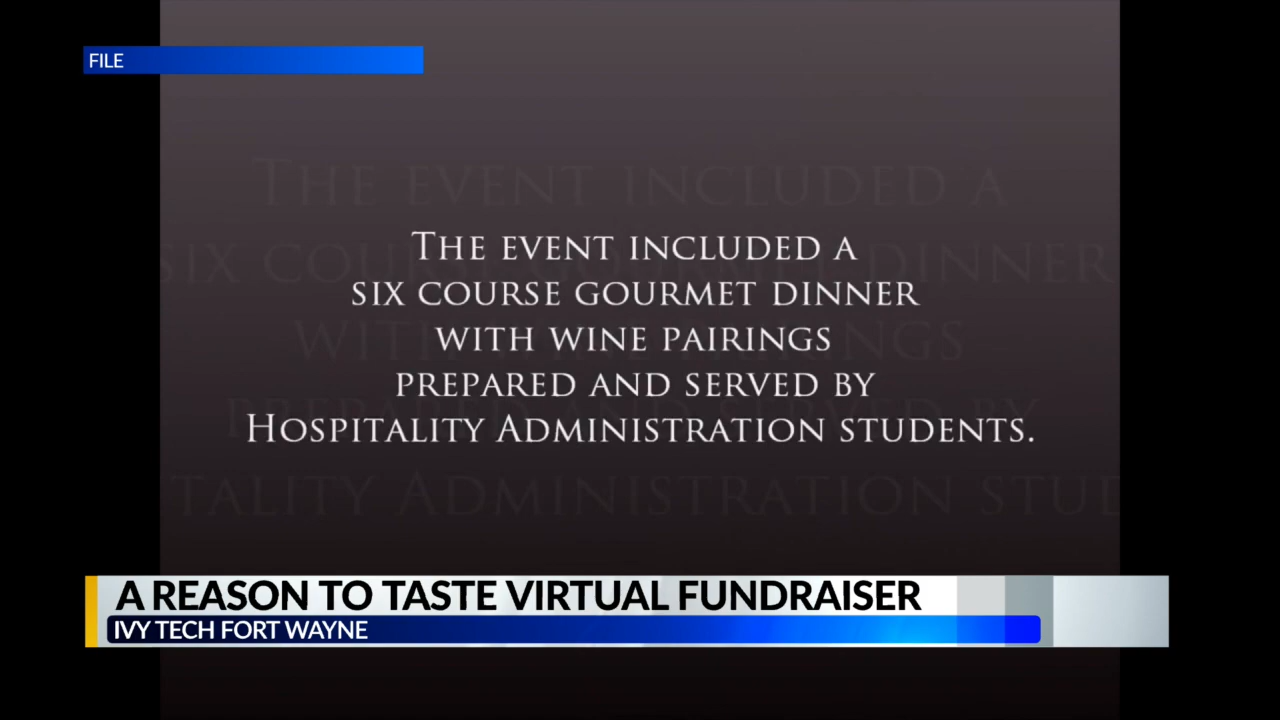 FILE
THE EVENT INCLUDED A
SIX COURSE GOURMET DINNER
WITH WINE PAIRINGS
PREPARED AND SERVED BY
HOSPITALITY ADMINISTRATION STUDENTS.
A REASON TO TASTE VIRTUAL FUNDRAISER
IVY TECH FORT WAYNE